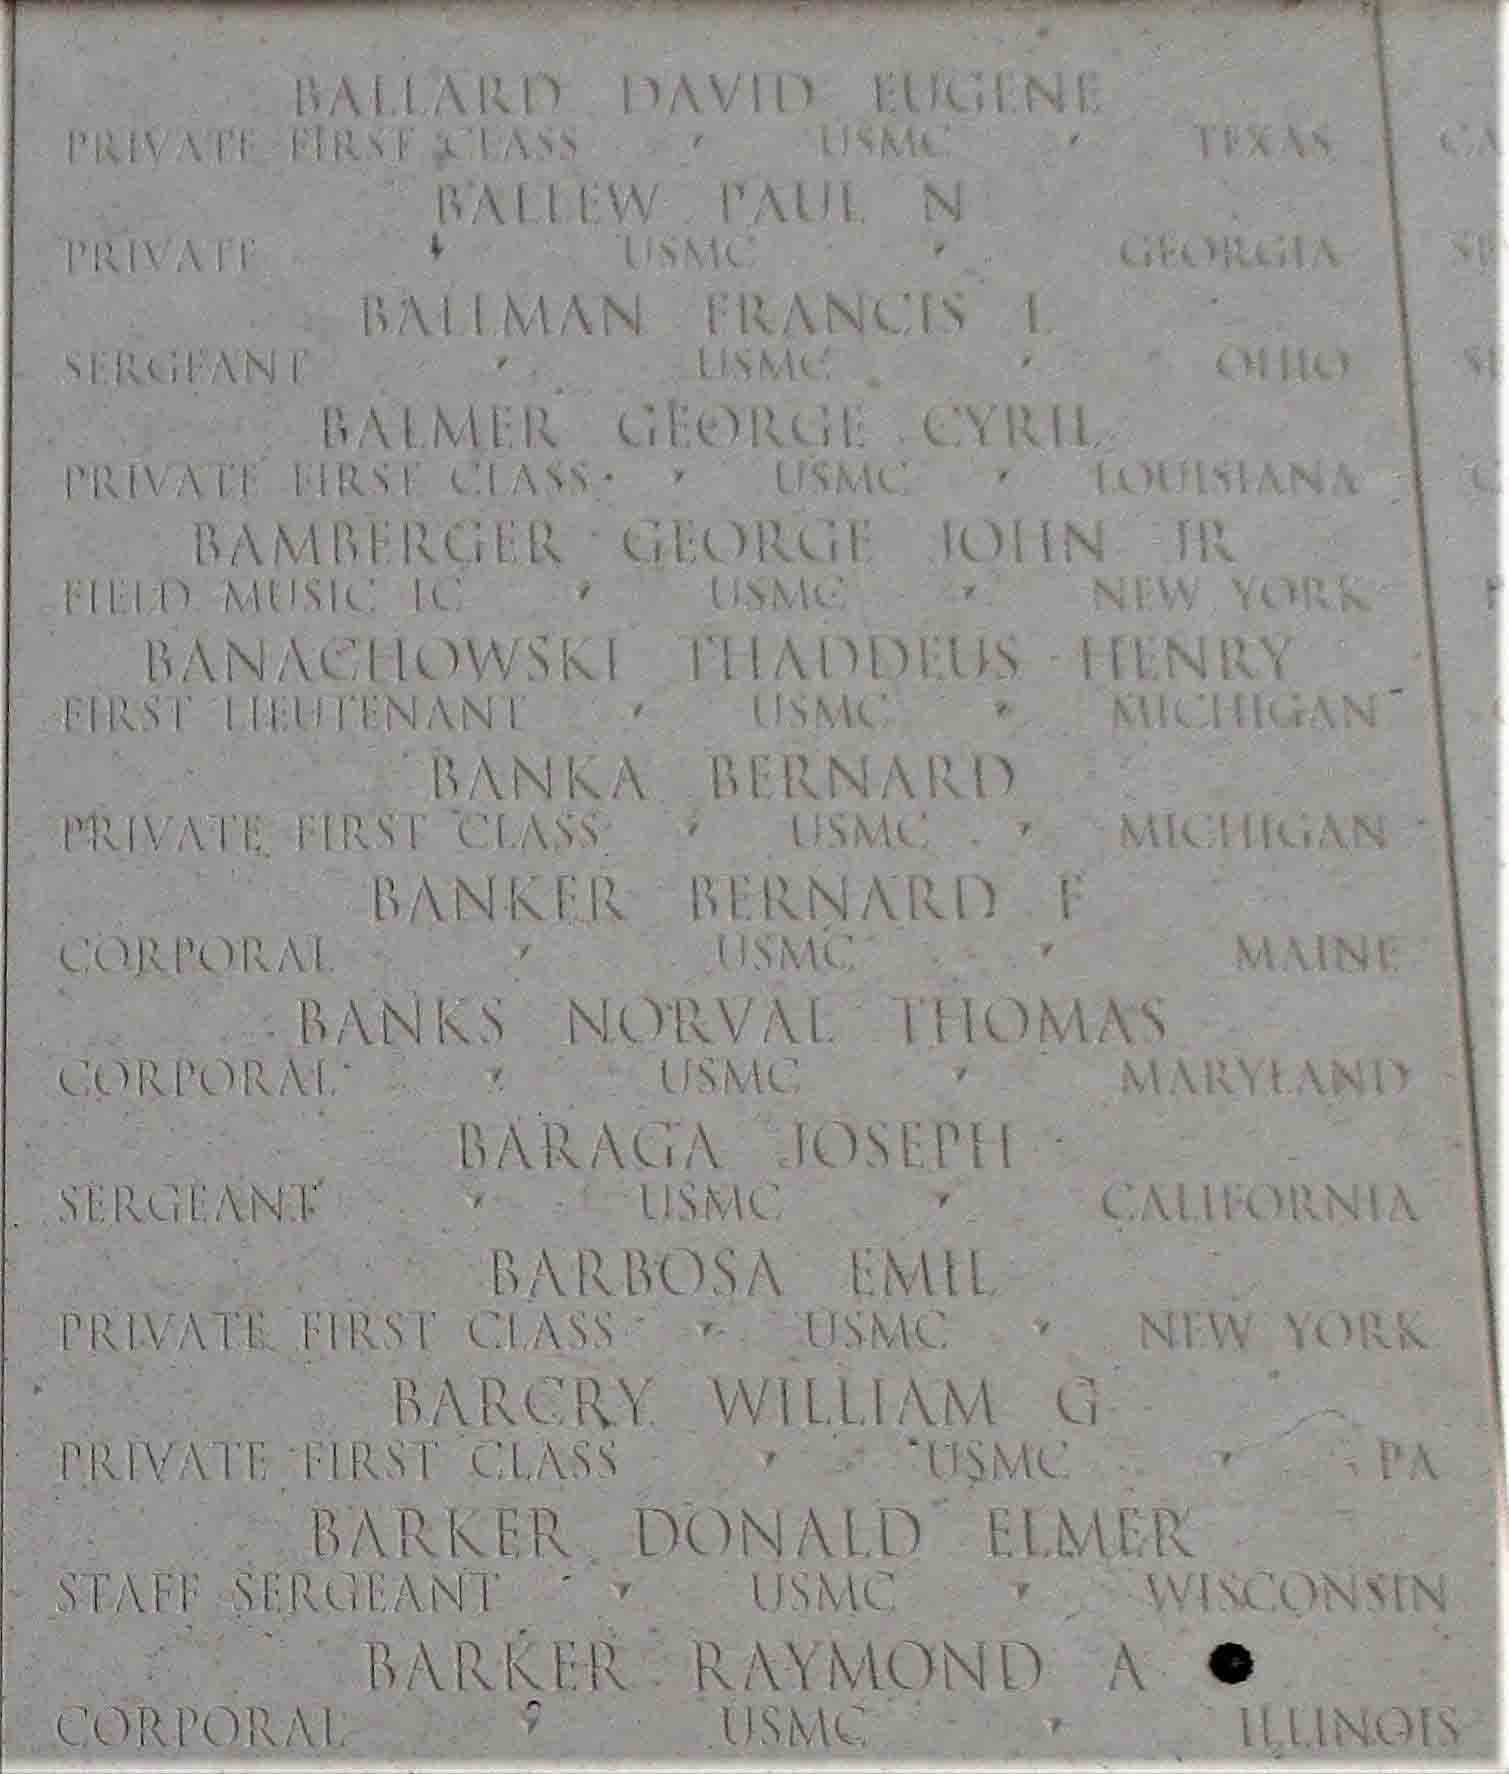 BALLARD DAVID EUGENE
PRIVATE FIRST CLASS USMC TEXAS
BALLEW PAUL N
PRIVATE USMC GEORGIA
BALLMAN FRANCIS L
SERGEANT USMC OHIO
BALMER GEORGE CYRIL
PRIVATE FIRST CLASS USMC LOUISIANA
BAMBERGER GEORGE JOHN JR
FIELD MUSIC 1C USMC NEW YORK
BANACHOWSKI THADDEUS HENRY
FIRST LIEUTENANT USMC MICHIGAN
BANKA BERNARD
PRIVATE FIRST CLASS USMC MICHIGAN
BANKER BERNARD F
CORPORAL USMC MAINE
BANKS NORVAL THOMAS
CORPORAL USMC MARYLAND
BARAGA JOSEPH
SERGEANT USMC CALIFORNIA
BARBOSA EMIL
PRIVATE FIRST CLASS USMC NEW YORK
BARCRY WILLIAM G
PRIVATE FIRST CLASS USMC PA
BARKER DONALD ELMER
STAFF SERGEANT USMC WISCONSIN
BARKER RAYMOND A
CORPORAL USMC ILLINOIS